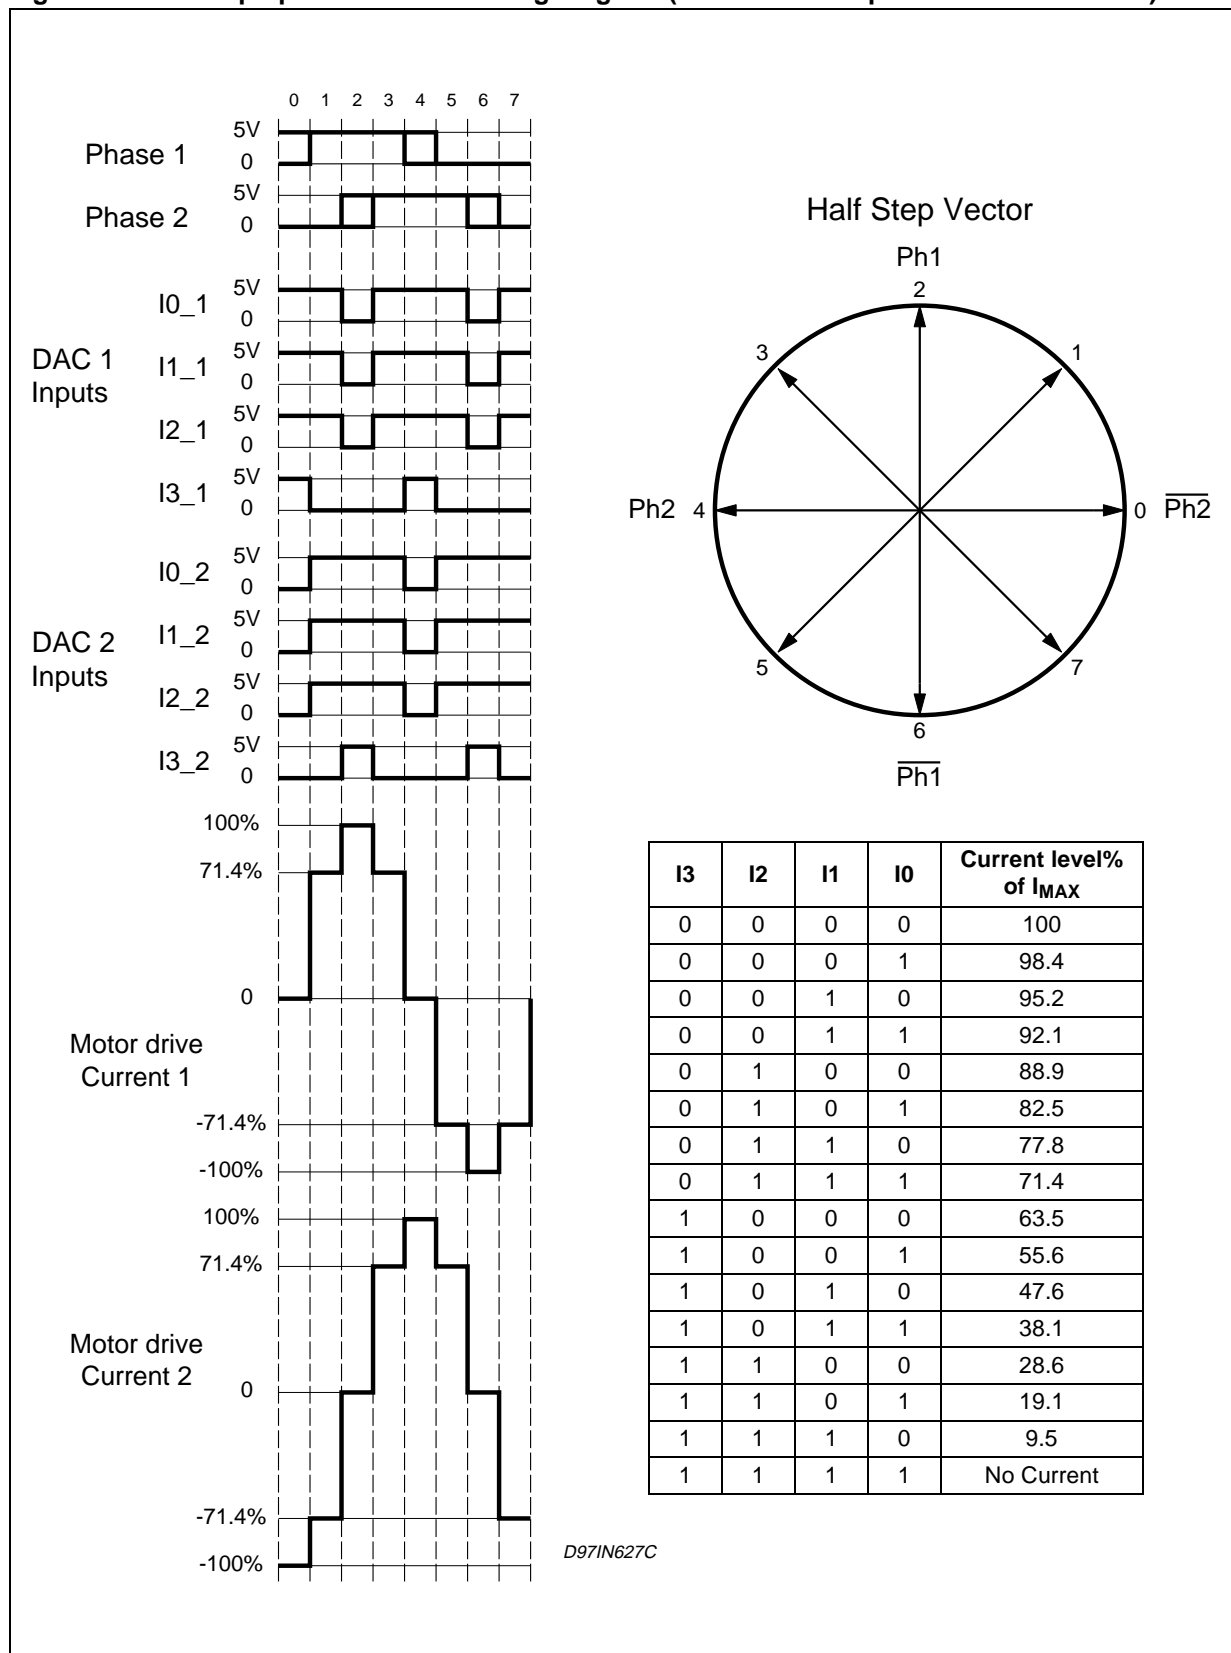 0 1 2 3 4 5 6 7
Phase 1
5V
0
Phase 2
5V
0
DAC 1
Inputs
I0_1
5V
0
I1_1
5V
0
I2_1
5V
0
I3_1
5V
0
DAC 2
Inputs
I0_2
5V
0
I1_2
5V
0
I2_2
5V
0
I3_2
5V
0
Motor drive
Current 1
100%
71.4%
0
-71.4%
-100%
Motor drive
Current 2
100%
71.4%
0
-71.4%
-100%
Half Step Vector
Ph1
2
3
1
Ph2 4
0 P̅h̅2̅
5
7
6
P̅h̅1̅
I3 I2 I1 I0 Current level%
of IMAX
0 0 0 0 100
0 0 0 1 98.4
0 0 1 0 95.2
0 0 1 1 92.1
0 1 0 0 88.9
0 1 0 1 82.5
0 1 1 0 77.8
0 1 1 1 71.4
1 0 0 0 63.5
1 0 0 1 55.6
1 0 1 0 47.6
1 0 1 1 38.1
1 1 0 0 28.6
1 1 0 1 19.1
1 1 1 0 9.5
1 1 1 1 No Current
D97IN627C